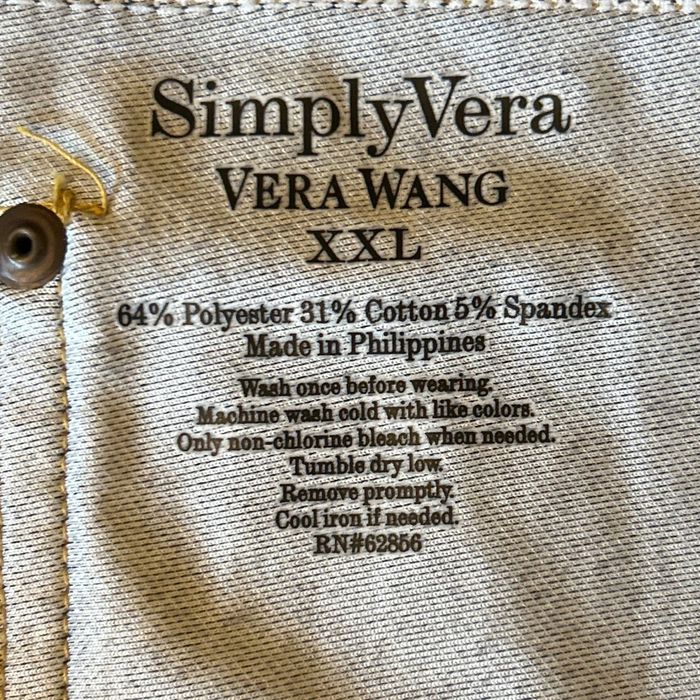 SimplyVera
VERA WANG
XXL
64% Polyester 31% Cotton 5% Spandex
Made in Philippines
Wash once before wearing.
Machine wash cold with like colors.
Only non-chlorine bleach when needed.
Tumble dry low.
Remove promptly.
Cool iron if needed.
RN#62856